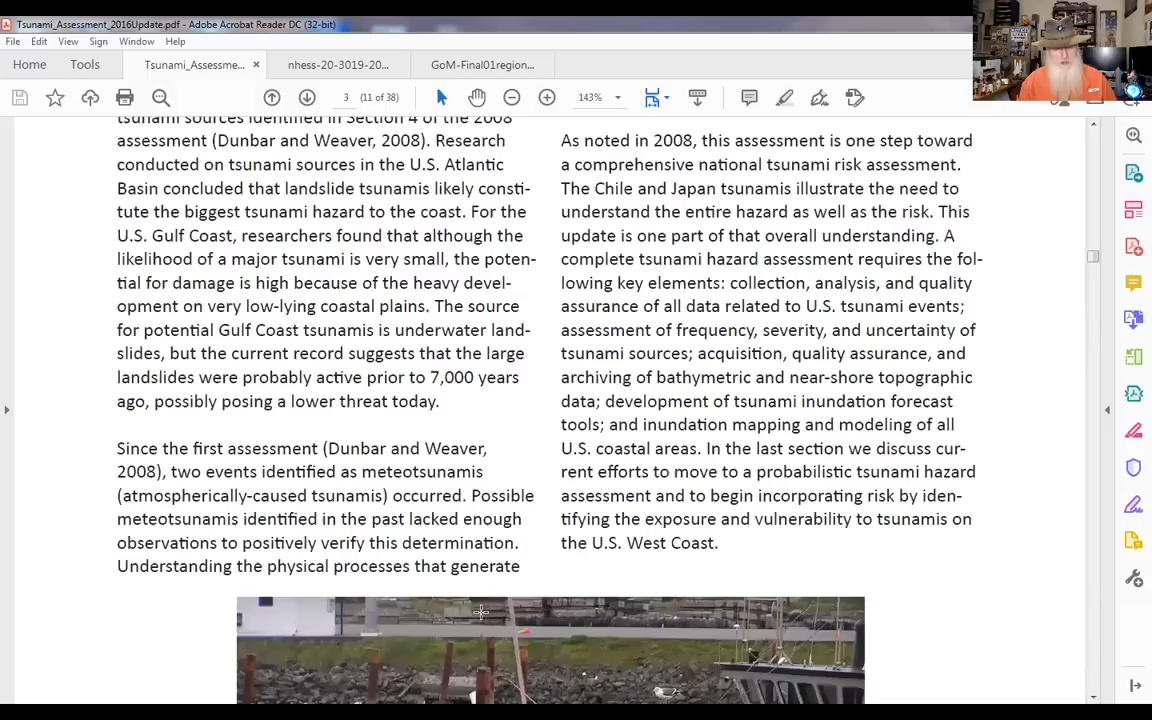 Tsunami_Assessment_2016Update.pdf - Adobe Acrobat Reader DC (32-bit)
File Edit View Sign Window Help
Home Tools Tsunami_Assessme... × nhess-20-3019-20... GoM-Final01region...
3 (11 of 38) 143%
tsunami sources identified in Section 4 of the 2008
assessment (Dunbar and Weaver, 2008). Research
conducted on tsunami sources in the U.S. Atlantic
Basin concluded that landslide tsunamis likely consti-
tute the biggest tsunami hazard to the coast. For the
U.S. Gulf Coast, researchers found that although the
likelihood of a major tsunami is very small, the poten-
tial for damage is high because of the heavy devel-
opment on very low-lying coastal plains. The source
for potential Gulf Coast tsunamis is underwater land-
slides, but the current record suggests that the large
landslides were probably active prior to 7,000 years
ago, possibly posing a lower threat today.
Since the first assessment (Dunbar and Weaver,
2008), two events identified as meteotsunamis
(atmospherically-caused tsunamis) occurred. Possible
meteotsunamis identified in the past lacked enough
observations to positively verify this determination.
Understanding the physical processes that generate
As noted in 2008, this assessment is one step toward
a comprehensive national tsunami risk assessment.
The Chile and Japan tsunamis illustrate the need to
understand the entire hazard as well as the risk. This
update is one part of that overall understanding. A
complete tsunami hazard assessment requires the fol-
lowing key elements: collection, analysis, and quality
assurance of all data related to U.S. tsunami events;
assessment of frequency, severity, and uncertainty of
tsunami sources; acquisition, quality assurance, and
archiving of bathymetric and near-shore topographic
data; development of tsunami inundation forecast
tools; and inundation mapping and modeling of all
U.S. coastal areas. In the last section we discuss cur-
rent efforts to move to a probabilistic tsunami hazard
assessment and to begin incorporating risk by iden-
tifying the exposure and vulnerability to tsunamis on
the U.S. West Coast.